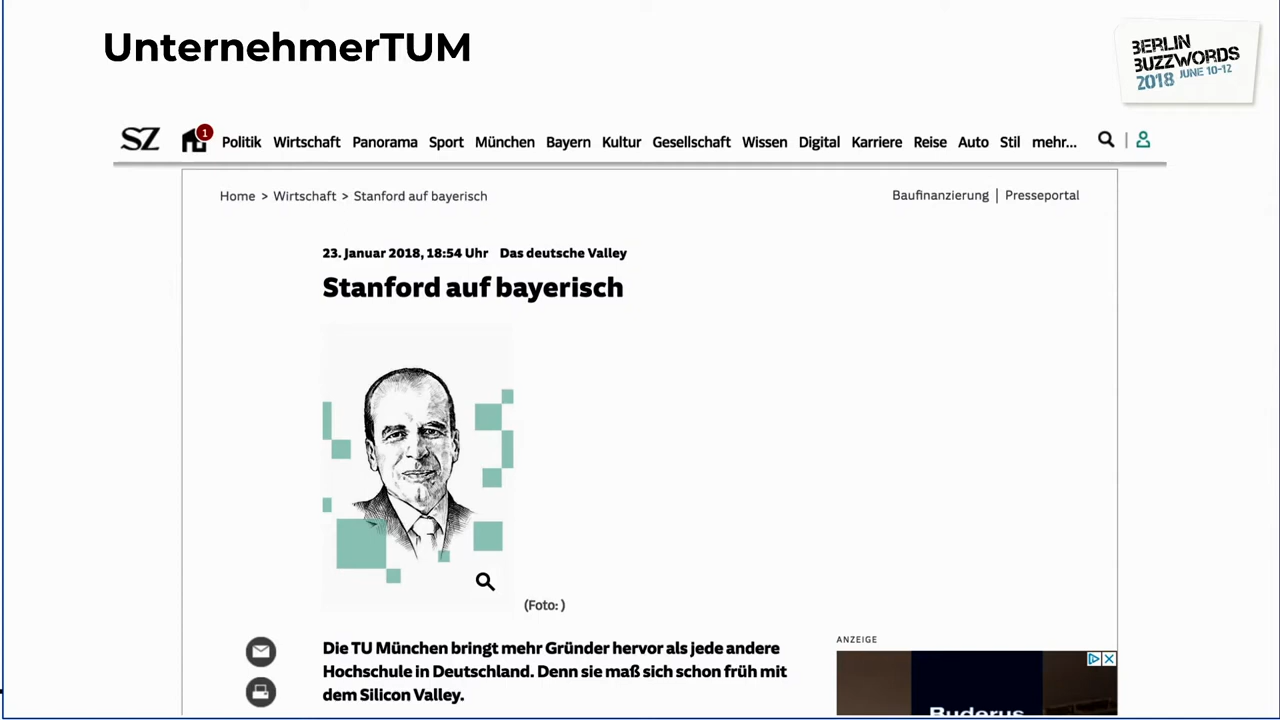 UnternehmerTUM
BERLIN
BUZZWORDS
2018 JUNE 10-12
SZ 1 Politik Wirtschaft Panorama Sport München Bayern Kultur Gesellschaft Wissen Digital Karriere Reise Auto Stil mehr...
Home > Wirtschaft > Stanford auf bayerisch
Baufinanzierung | Presseportal
23. Januar 2018, 18:54 Uhr Das deutsche Valley
Stanford auf bayerisch
(Foto: )
Die TU München bringt mehr Gründer hervor als jede andere
Hochschule in Deutschland. Denn sie maß sich schon früh mit
dem Silicon Valley.
ANZEIGE
Buderus